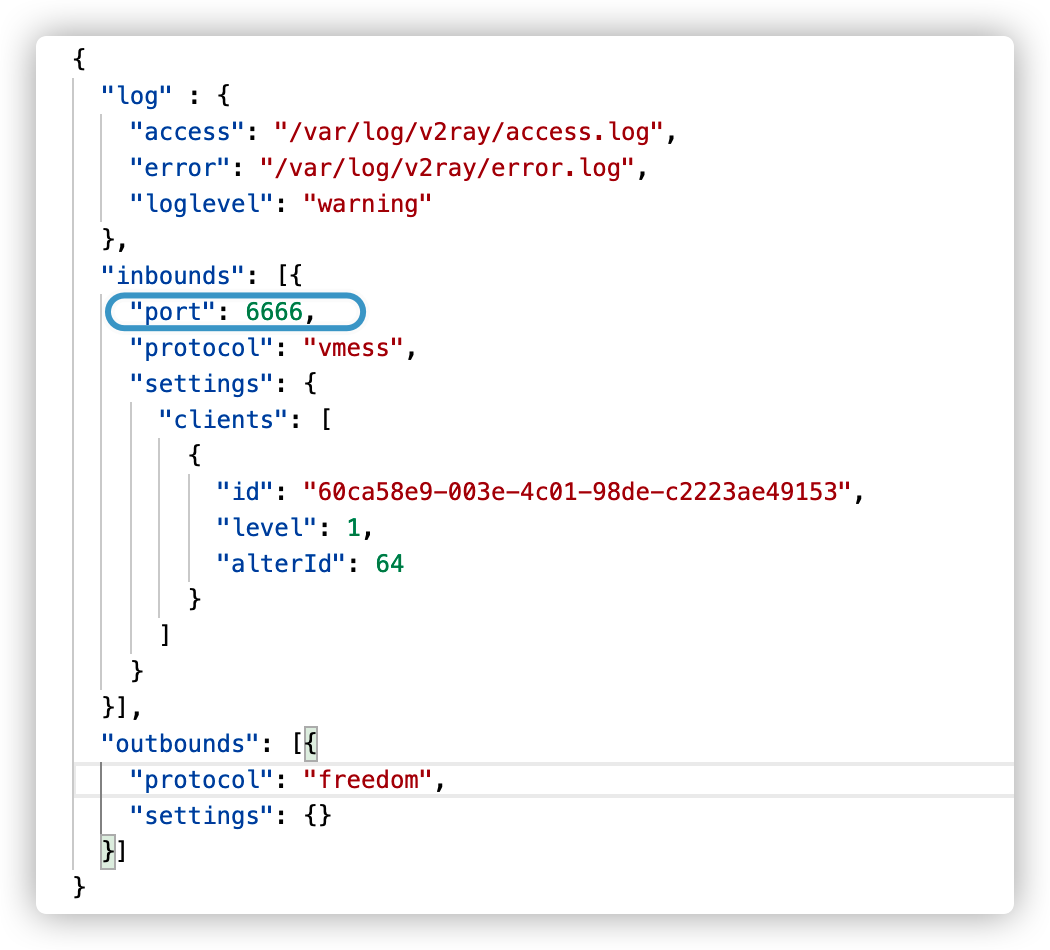 {
  "log" : {
    "access": "/var/log/v2ray/access.log",
    "error": "/var/log/v2ray/error.log",
    "loglevel": "warning"
  },
  "inbounds": [{
    "port": 6666,
    "protocol": "vmess",
    "settings": {
      "clients": [
        {
          "id": "60ca58e9-003e-4c01-98de-c2223ae49153",
          "level": 1,
          "alterId": 64
        }
      ]
    }
  }],
  "outbounds": [{
    "protocol": "freedom",
    "settings": {}
  }]
}